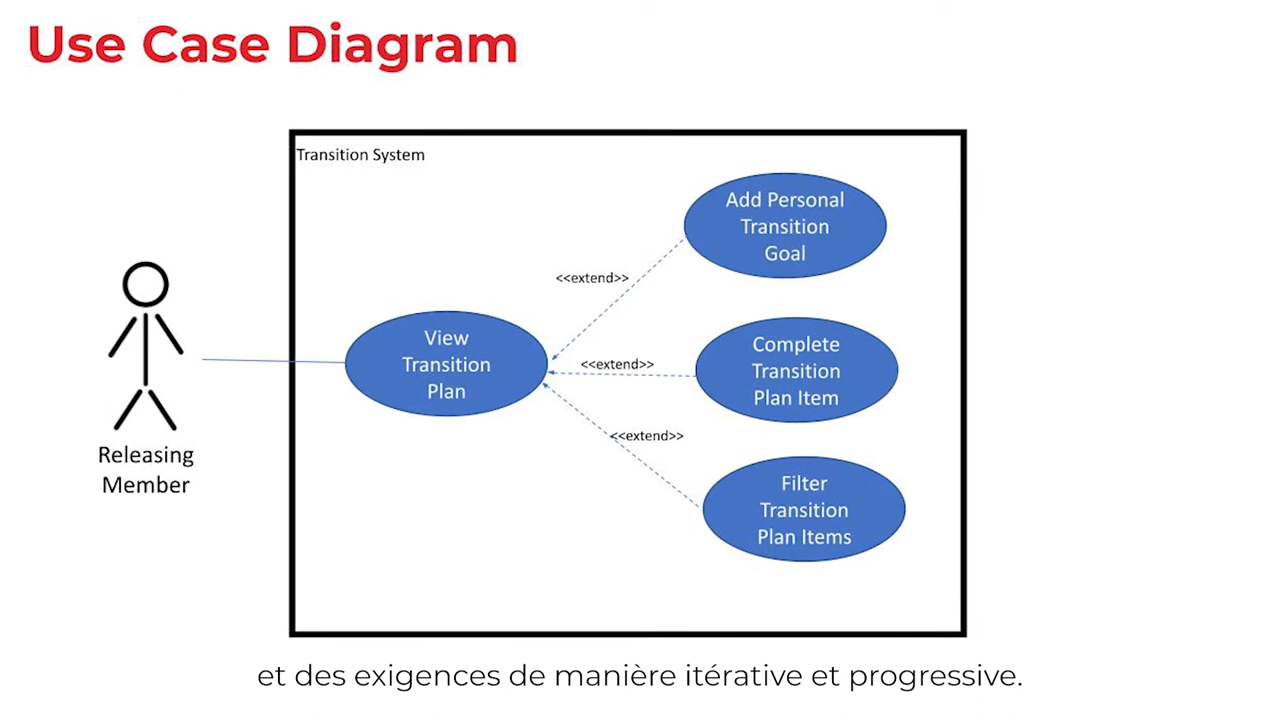 Use Case Diagram
Transition System
Add Personal
Transition
Goal
<<extend>>
View
Transition
Plan
<<extend>>
Complete
Transition
Plan Item
<<extend>>
Releasing
Member
Filter
Transition
Plan Items
et des exigences de manière itérative et progressive.